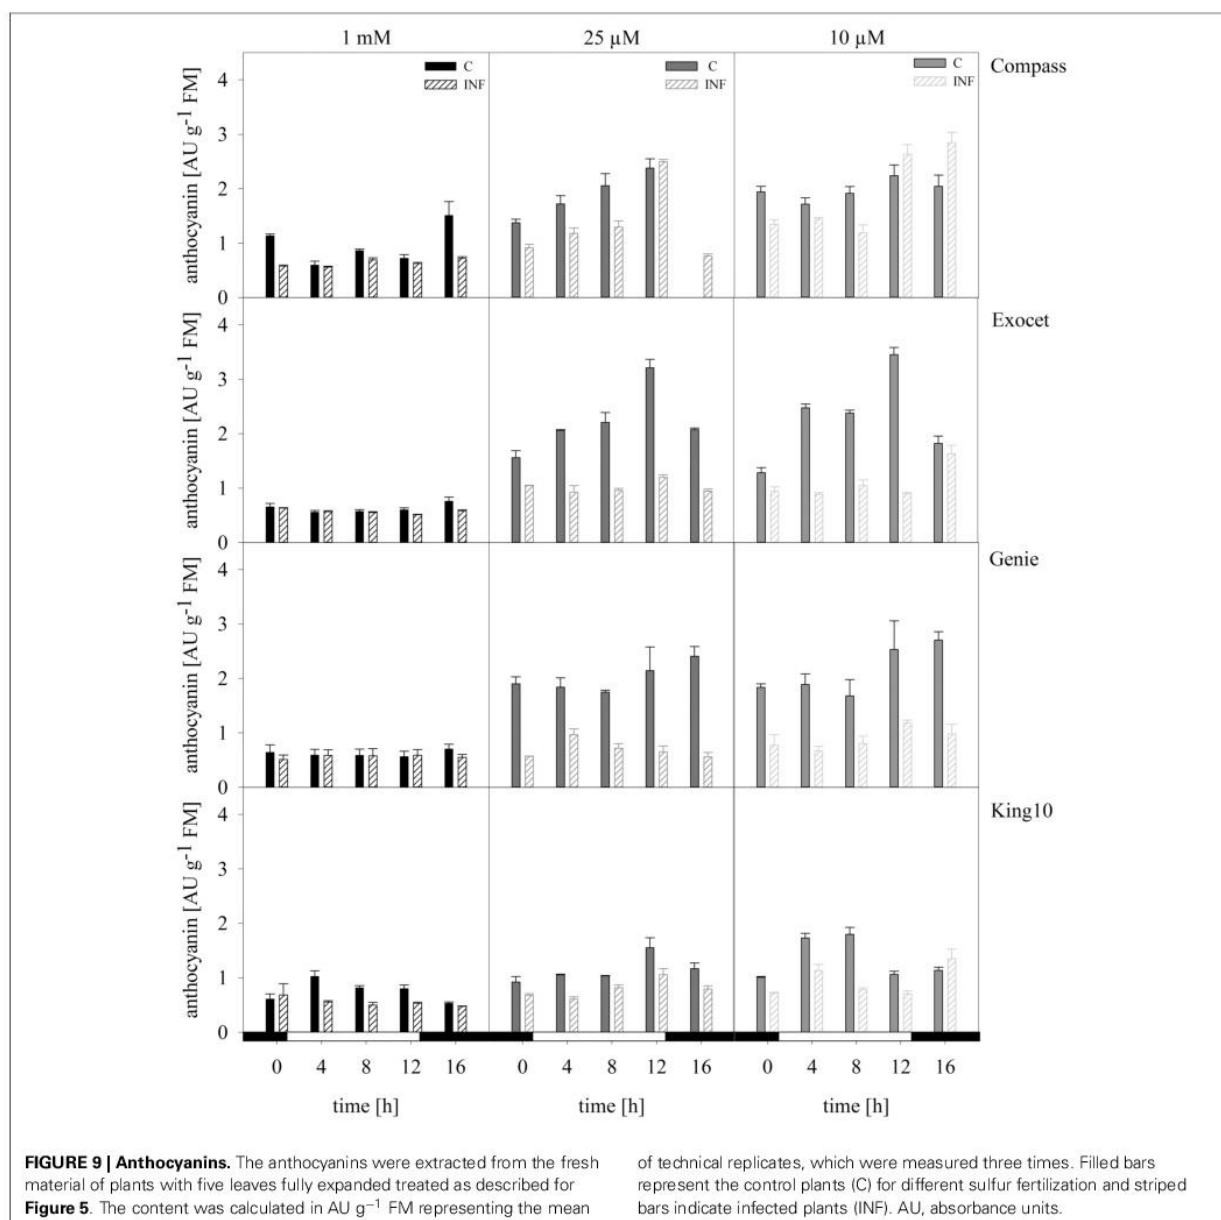 1 mM
25 µM
10 µM
C
INF
C
INF
C
INF
Compass
anthocyanin [AU g-1 FM]
4
3
2
1
0
Exocet
anthocyanin [AU g-1 FM]
4
3
2
1
0
Genie
anthocyanin [AU g-1 FM]
4
3
2
1
0
King10
anthocyanin [AU g-1 FM]
4
3
2
1
0
0 4 8 12 16
0 4 8 12 16
0 4 8 12 16
time [h]
time [h]
time [h]
FIGURE 9 | Anthocyanins. The anthocyanins were extracted from the fresh
material of plants with five leaves fully expanded treated as described for
Figure 5. The content was calculated in AU g−1 FM representing the mean
of technical replicates, which were measured three times. Filled bars
represent the control plants (C) for different sulfur fertilization and striped
bars indicate infected plants (INF). AU, absorbance units.